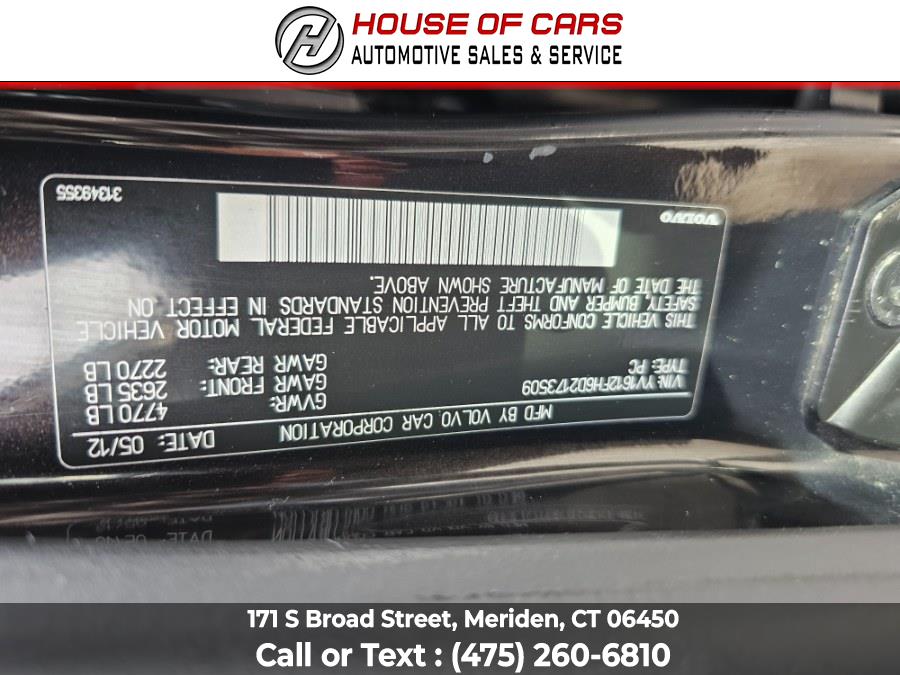 HOUSE OF CARS
AUTOMOTIVE SALES & SERVICE
MFD BY VOLVO CAR CORPORATION DATE: 05/12
VIN: YV1612FH6D2173509 GVWR: 4770 LB
TYPE: PC GAWR FRONT: 2635 LB
GAWR REAR: 2270 LB
THIS VEHICLE CONFORMS TO ALL APPLICABLE FEDERAL MOTOR VEHICLE
SAFETY, BUMPER AND THEFT PREVENTION STANDARDS IN EFFECT ON
THE DATE OF MANUFACTURE SHOWN ABOVE.
VOLVO 31349355
171 S Broad Street, Meriden, CT 06450
Call or Text : (475) 260-6810